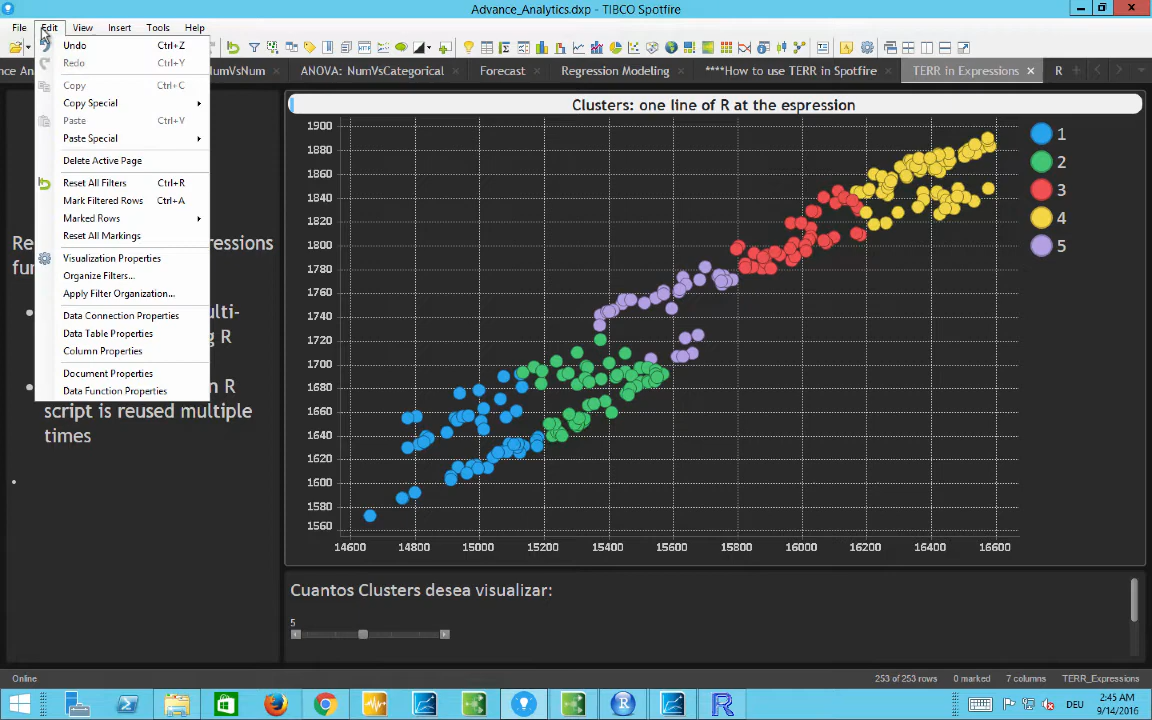 Advance_Analytics.dxp - TIBCO Spotfire
File Edit View Insert Tools Help
nce An NumVsNum ANOVA: NumVsCategorical Forecast Regression Modeling ****How to use TERR in Spotfire TERR in Expressions R
Undo Ctrl+Z
Redo Ctrl+Y
Copy Ctrl+C
Copy Special
Paste Ctrl+V
Paste Special
Delete Active Page
Reset All Filters Ctrl+R
Mark Filtered Rows Ctrl+A
Marked Rows
Reset All Markings
Visualization Properties
Organize Filters...
Apply Filter Organization...
Data Connection Properties
Data Table Properties
Column Properties
Document Properties
Data Function Properties
Re ressions
fun
ulti-
g R
n R
script is reused multiple
times
Clusters: one line of R at the espression
1900
1880
1860
1840
1820
1800
1780
1760
1740
1720
1700
1680
1660
1640
1620
1600
1580
1560
14600 14800 15000 15200 15400 15600 15800 16000 16200 16400 16600
1
2
3
4
5
Cuantos Clusters desea visualizar:
5
Online 253 of 253 rows 0 marked 7 columns TERR_Expressions
DEU 2:45 AM
9/14/2016